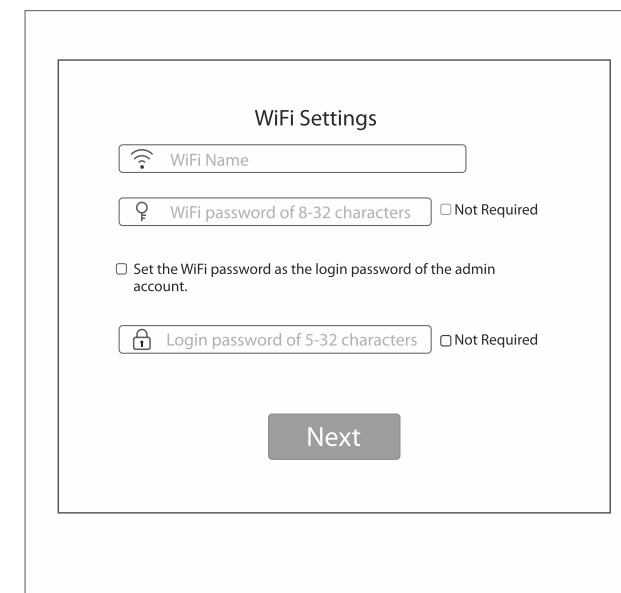 WiFi Settings
WiFi Name
WiFi password of 8-32 characters
Not Required
Set the WiFi password as the login password of the admin
account.
Login password of 5-32 characters
Not Required
Next